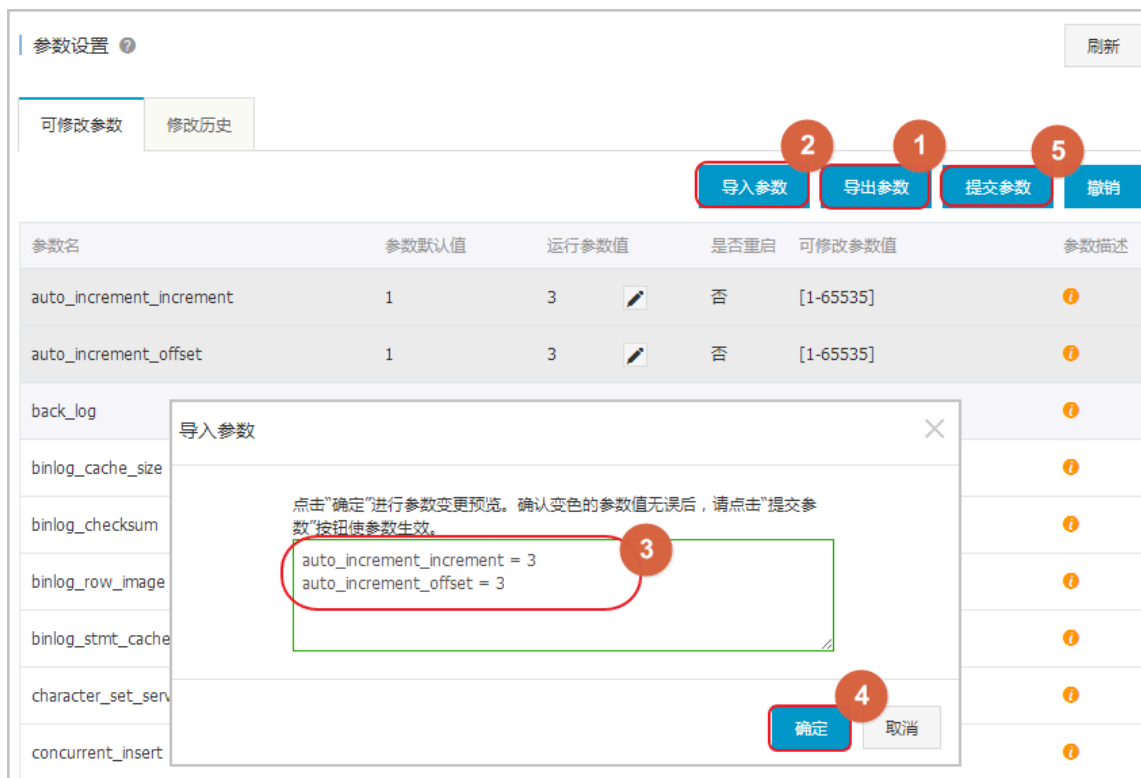 参数设置 ?
刷新
可修改参数 修改历史
2 1 5
导入参数 导出参数 提交参数 撤销
参数名 参数默认值 运行参数值 是否重启 可修改参数值 参数描述
auto_increment_increment 1 3 否 [1-65535]
auto_increment_offset 1 3 否 [1-65535]
back_log
binlog_cache_size
binlog_checksum
binlog_row_image
binlog_stmt_cache
character_set_serv
concurrent_insert
导入参数
点击“确定”进行参数变更预览。确认变色的参数值无误后，请点击“提交参
数”按钮使参数生效。
3
auto_increment_increment = 3
auto_increment_offset = 3
4
确定 取消